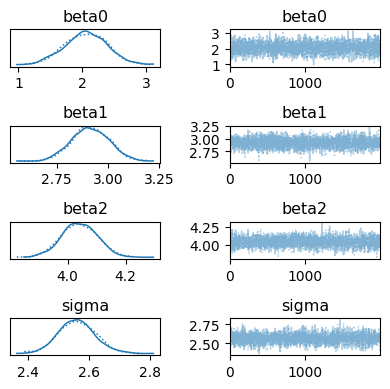 beta0 beta0
3
2
1
1 2 3 0 1000
beta1 beta1
3.25
3.00
2.75
2.75 3.00 3.25 0 1000
beta2 beta2
4.25
4.00
4.0 4.2 0 1000
sigma sigma
2.75
2.50
2.4 2.6 2.8 0 1000